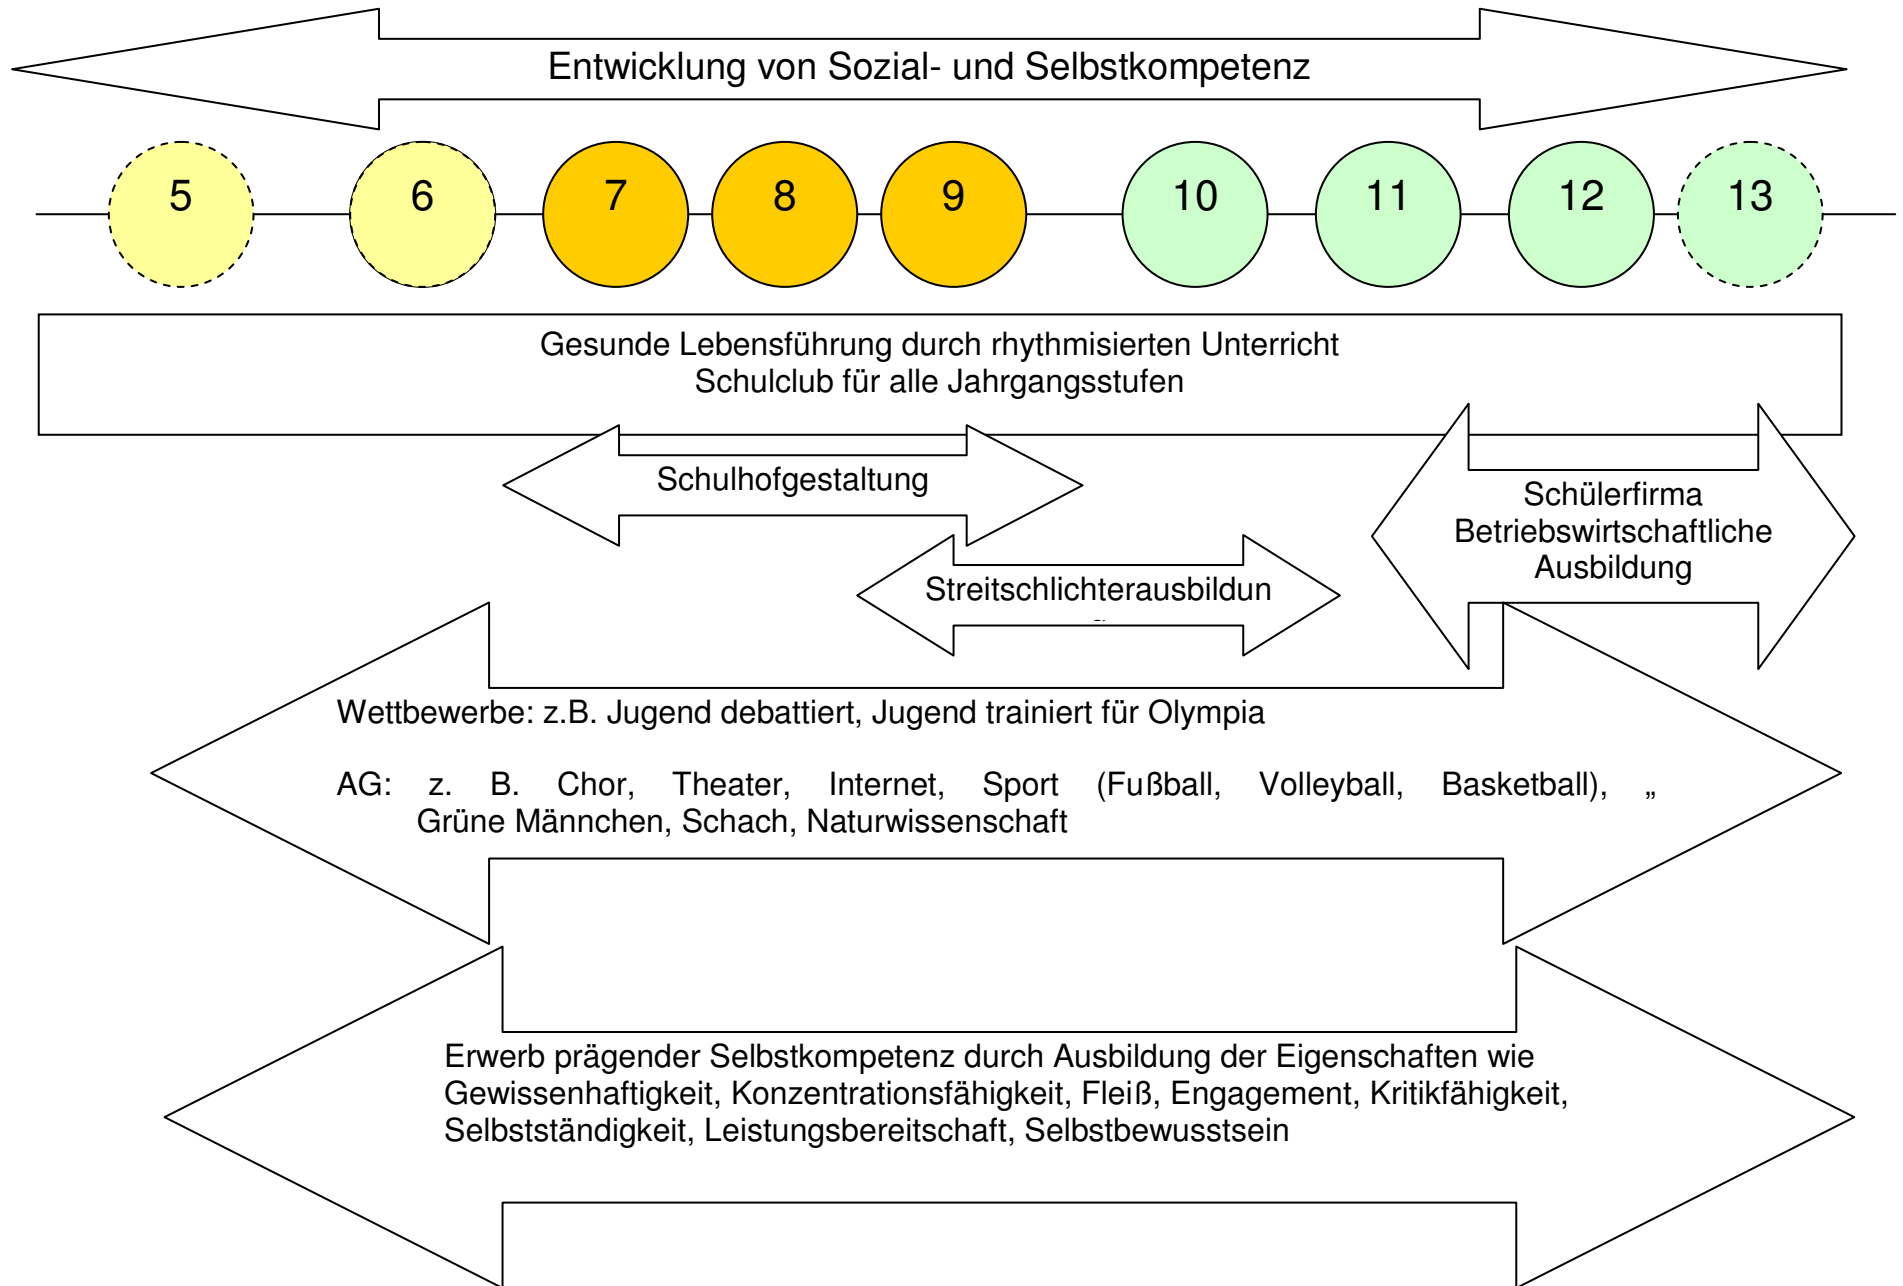 Entwicklung von Sozial- und Selbstkompetenz
5 6 7 8 9 10 11 12 13
Gesunde Lebensführung durch rhythmisierten Unterricht
Schulclub für alle Jahrgangsstufen
Schulhofgestaltung
Schülerfirma
Betriebswirtschaftliche
Ausbildung
Streitschlichterausbildun
Wettbewerbe: z.B. Jugend debattiert, Jugend trainiert für Olympia
AG: z. B. Chor, Theater, Internet, Sport (Fußball, Volleyball, Basketball), „
Grüne Männchen, Schach, Naturwissenschaft
Erwerb prägender Selbstkompetenz durch Ausbildung der Eigenschaften wie
Gewissenhaftigkeit, Konzentrationsfähigkeit, Fleiß, Engagement, Kritikfähigkeit,
Selbstständigkeit, Leistungsbereitschaft, Selbstbewusstsein